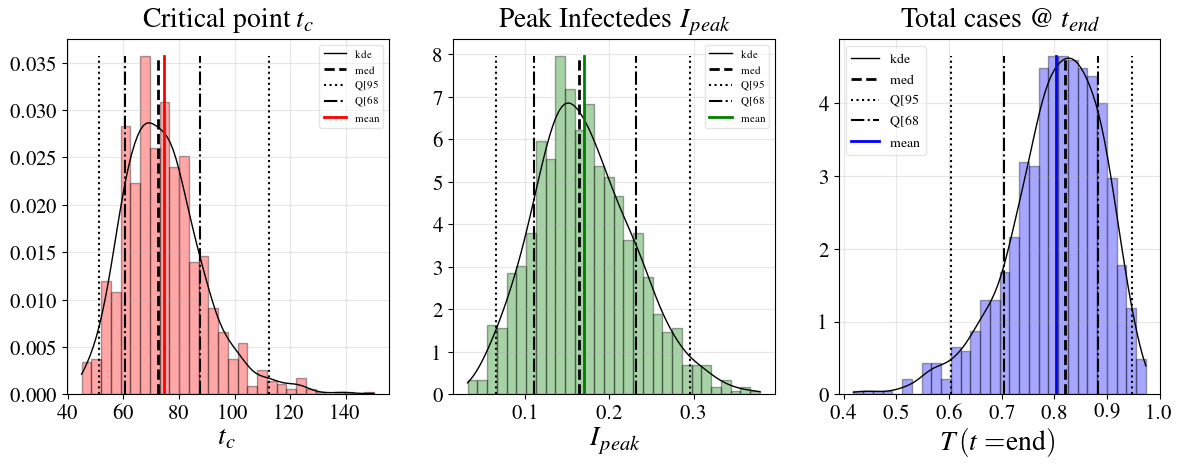 Critical point t_c
0.035
0.030
0.025
0.020
0.015
0.010
0.005
0.000
40 60 80 100 120 140
t_c
kde
med
Q[95
Q[68
mean
Peak Infectedes I_peak
8
7
6
5
4
3
2
1
0
0.1 0.2 0.3
I_peak
kde
med
Q[95
Q[68
mean
Total cases @ t_end
4
3
2
1
0
0.4 0.5 0.6 0.7 0.8 0.9 1.0
T(t =end)
kde
med
Q[95
Q[68
mean